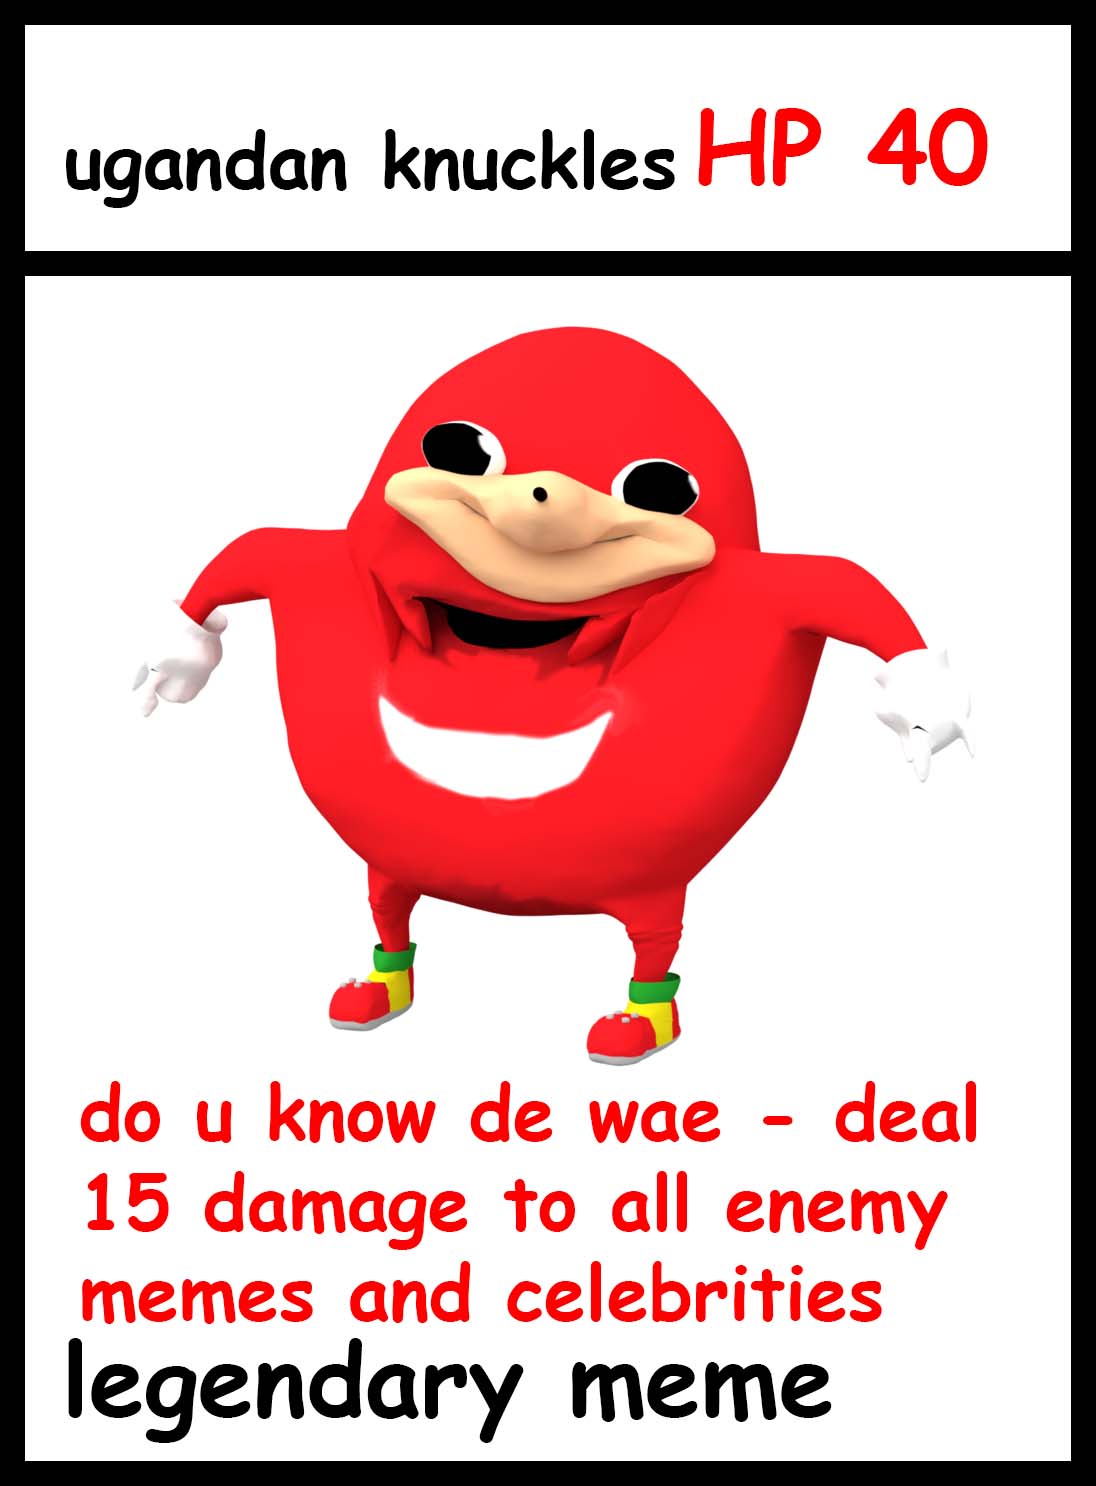 ugandan knuckles HP 40
do u know de wae - deal
15 damage to all enemy
memes and celebrities
legendary meme